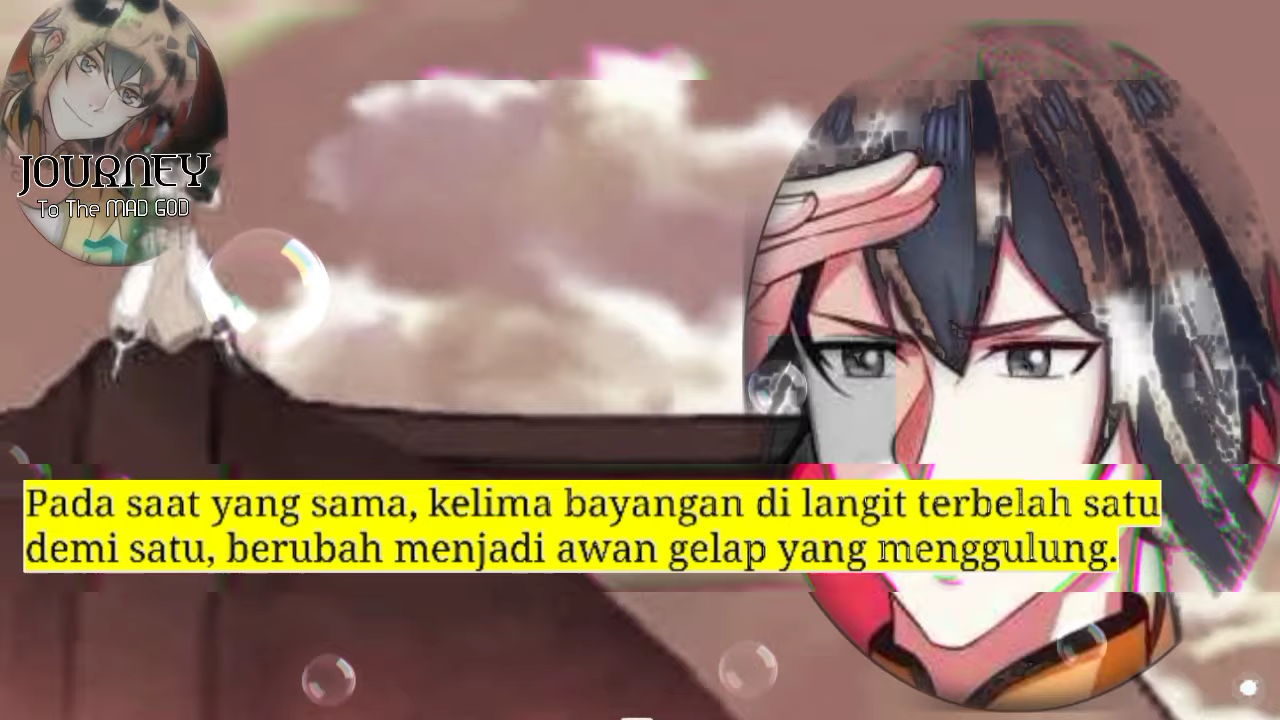 JOURNEY
To The MAD GOD
Pada saat yang sama, kelima bayangan di langit terbelah satu
demi satu, berubah menjadi awan gelap yang menggulung.